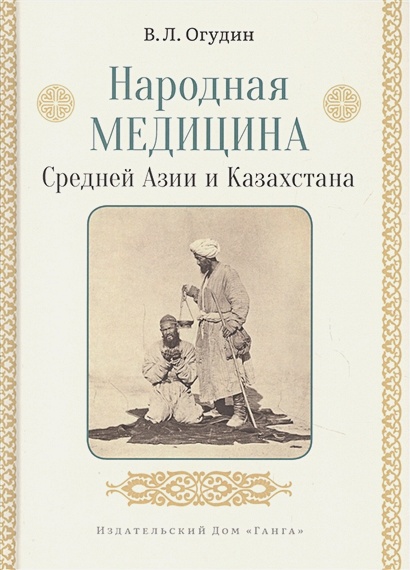 В. Л. Огудин
Народная
МЕДИЦИНА
Средней Азии и Казахстана
Издательский Дом «Ганга»